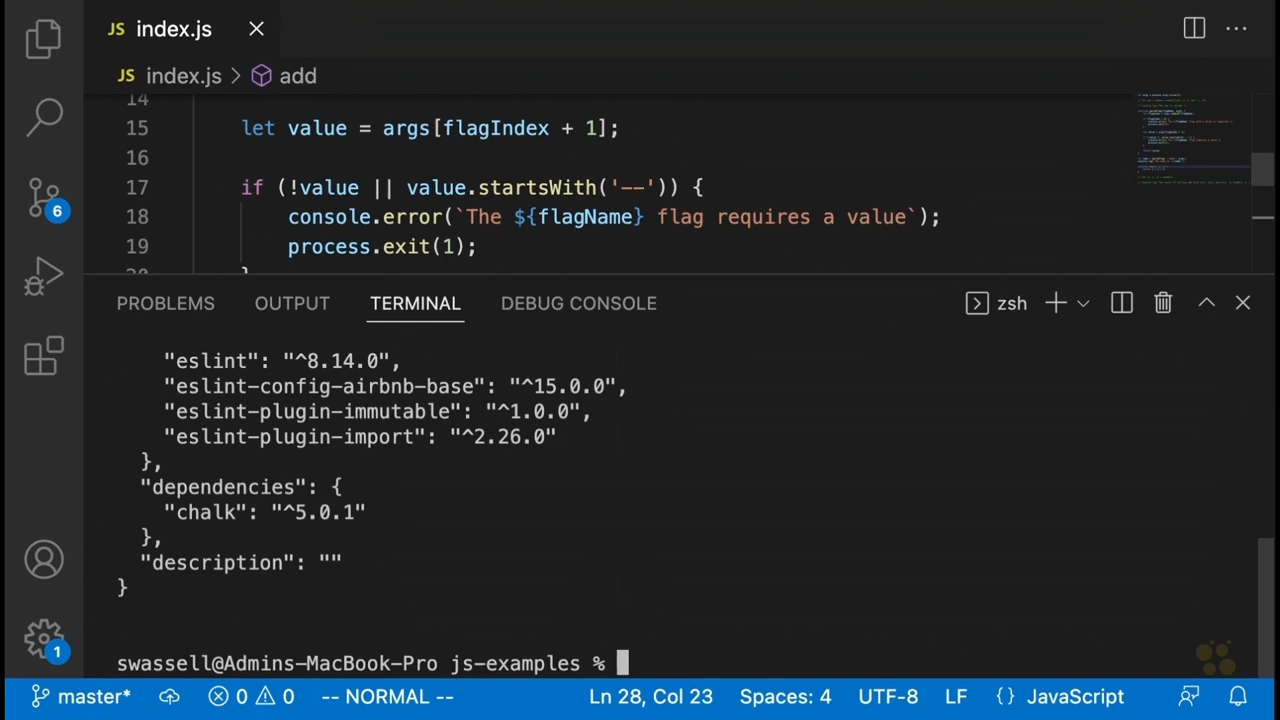 JS index.js
JS index.js > add
14
15 let value = args[flagIndex + 1];
16
17 if (!value || value.startsWith('--')) {
18 console.error(`The ${flagName} flag requires a value`);
19 process.exit(1);
20 }
PROBLEMS OUTPUT TERMINAL DEBUG CONSOLE zsh
"eslint": "^8.14.0",
"eslint-config-airbnb-base": "^15.0.0",
"eslint-plugin-immutable": "^1.0.0",
"eslint-plugin-import": "^2.26.0"
},
"dependencies": {
"chalk": "^5.0.1"
},
"description": ""
}
swassell@Admins-MacBook-Pro js-examples %
6
1
master* 0 0 -- NORMAL -- Ln 28, Col 23 Spaces: 4 UTF-8 LF {} JavaScript